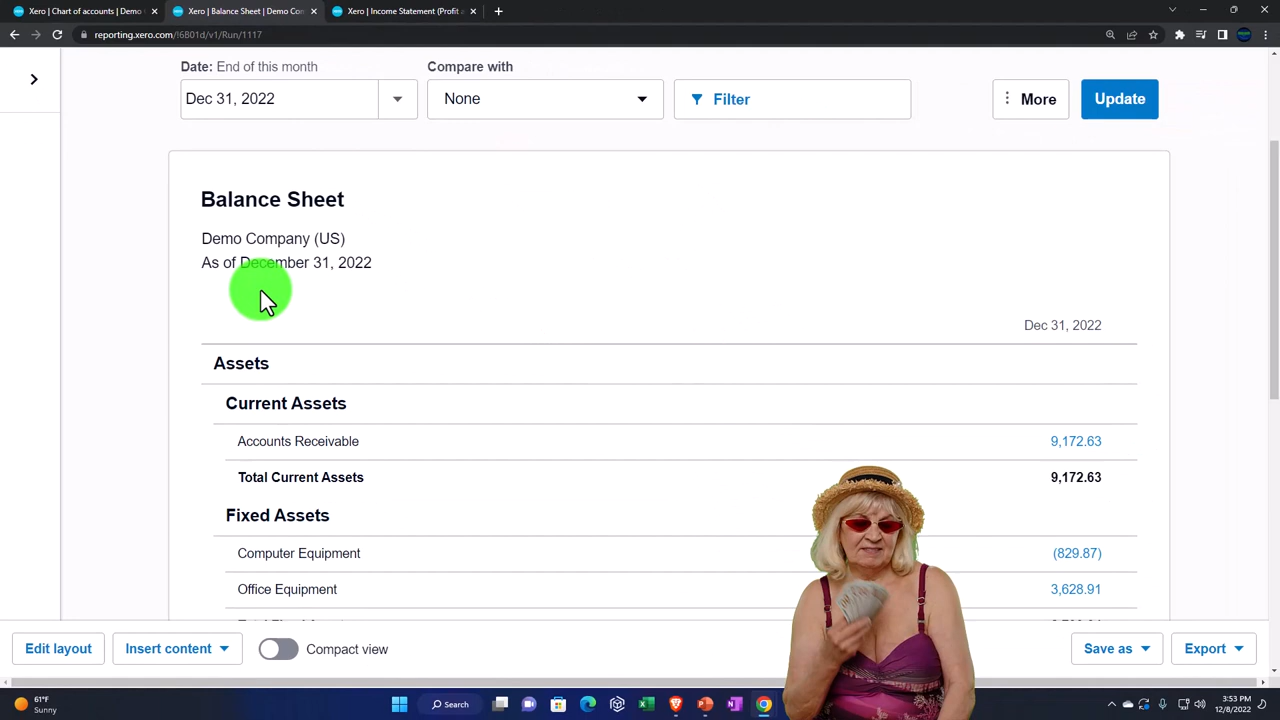 Xero | Chart of accounts | Demo
Xero | Balance Sheet | Demo Com
Xero | Income Statement (Profit a
reporting.xero.com/!6801d/v1/Run/1117
Date: End of this month
Compare with
Dec 31, 2022
None
Filter
More
Update
Balance Sheet
Demo Company (US)
As of December 31, 2022
Dec 31, 2022
Assets
Current Assets
Accounts Receivable 9,172.63
Total Current Assets 9,172.63
Fixed Assets
Computer Equipment (829.87)
Office Equipment 3,628.91
Edit layout
Insert content
Compact view
Save as
Export
61°F
Sunny
Search
3:53 PM
12/8/2022